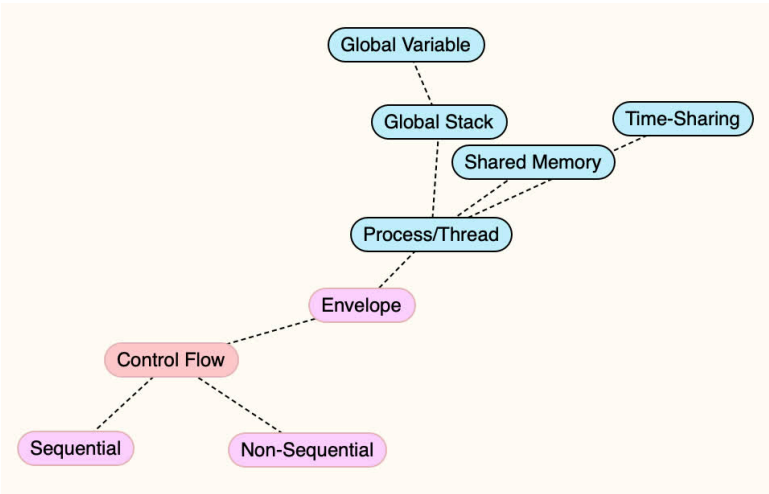 Global Variable
Global Stack
Time-Sharing
Shared Memory
Process/Thread
Envelope
Control Flow
Sequential
Non-Sequential